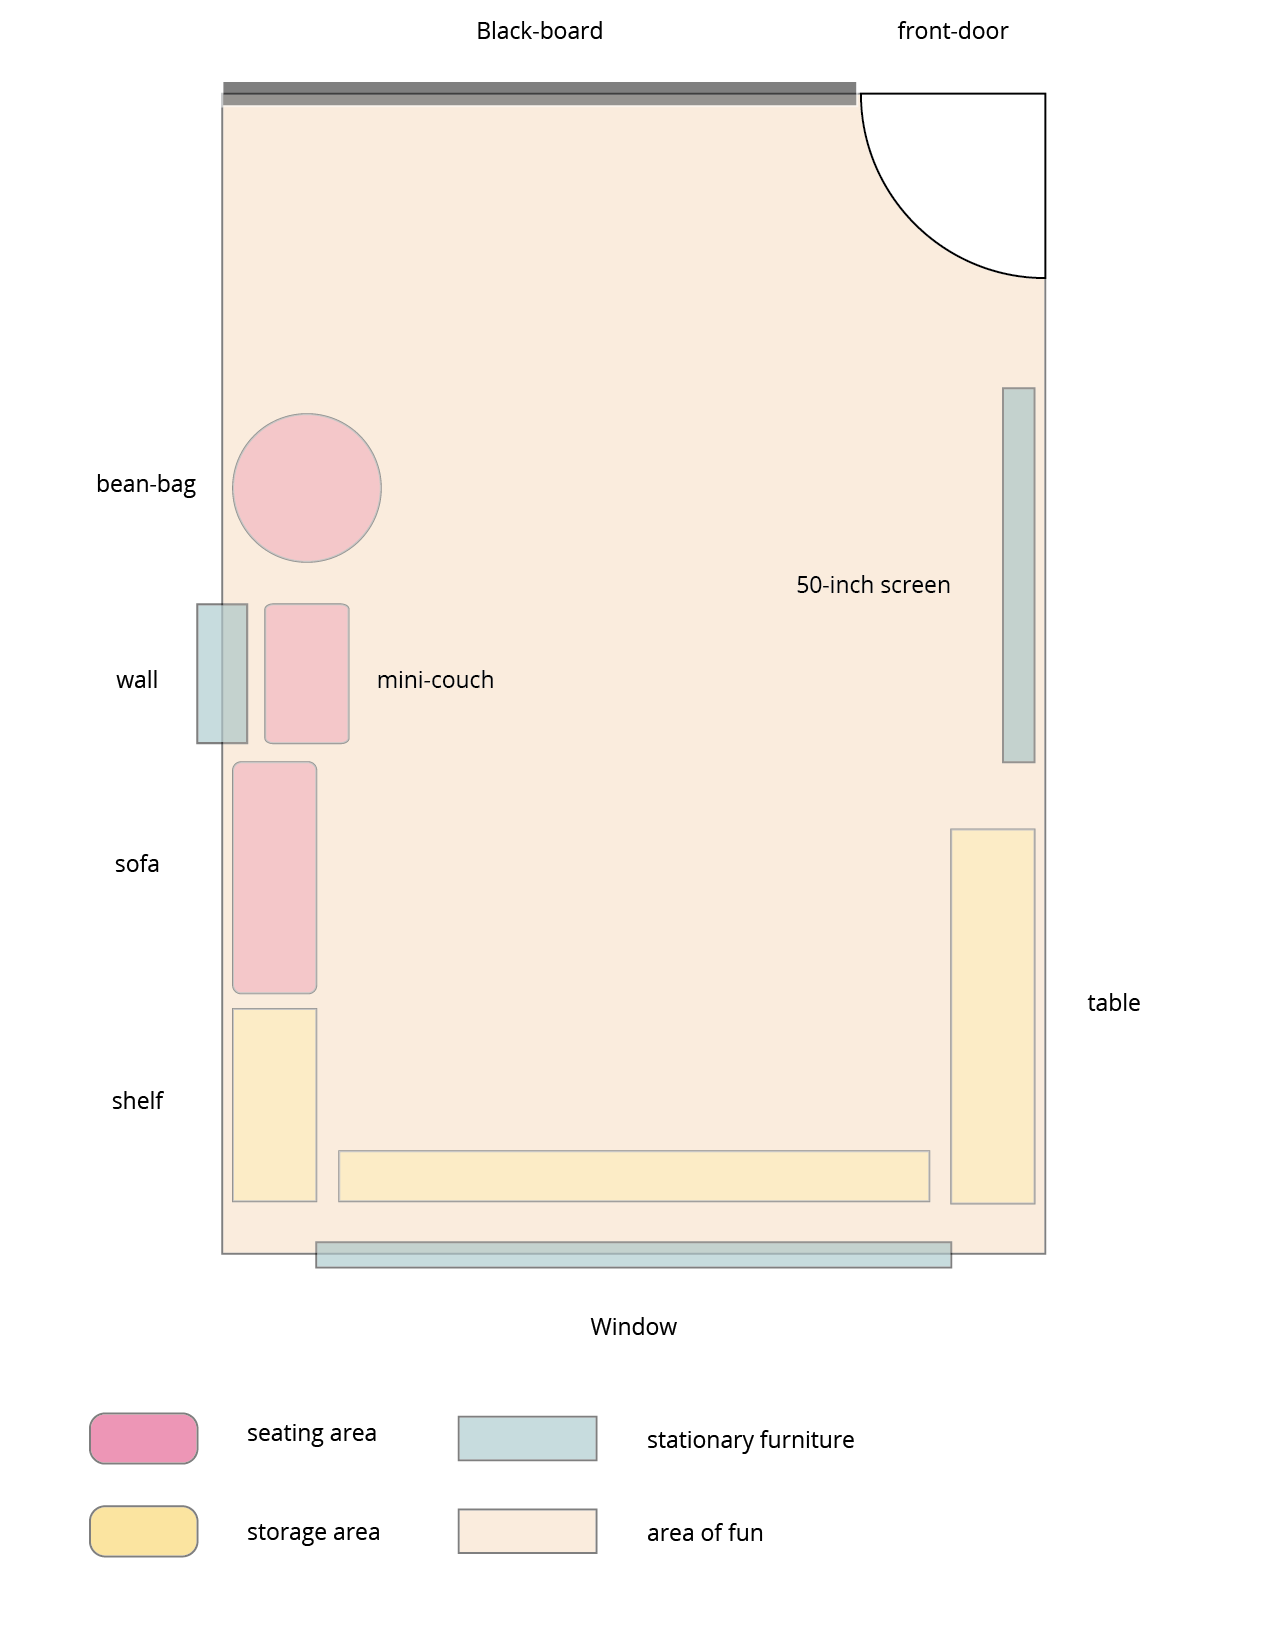 Black-board
front-door
bean-bag
50-inch screen
wall
mini-couch
sofa
table
shelf
Window
seating area
stationary furniture
storage area
area of fun